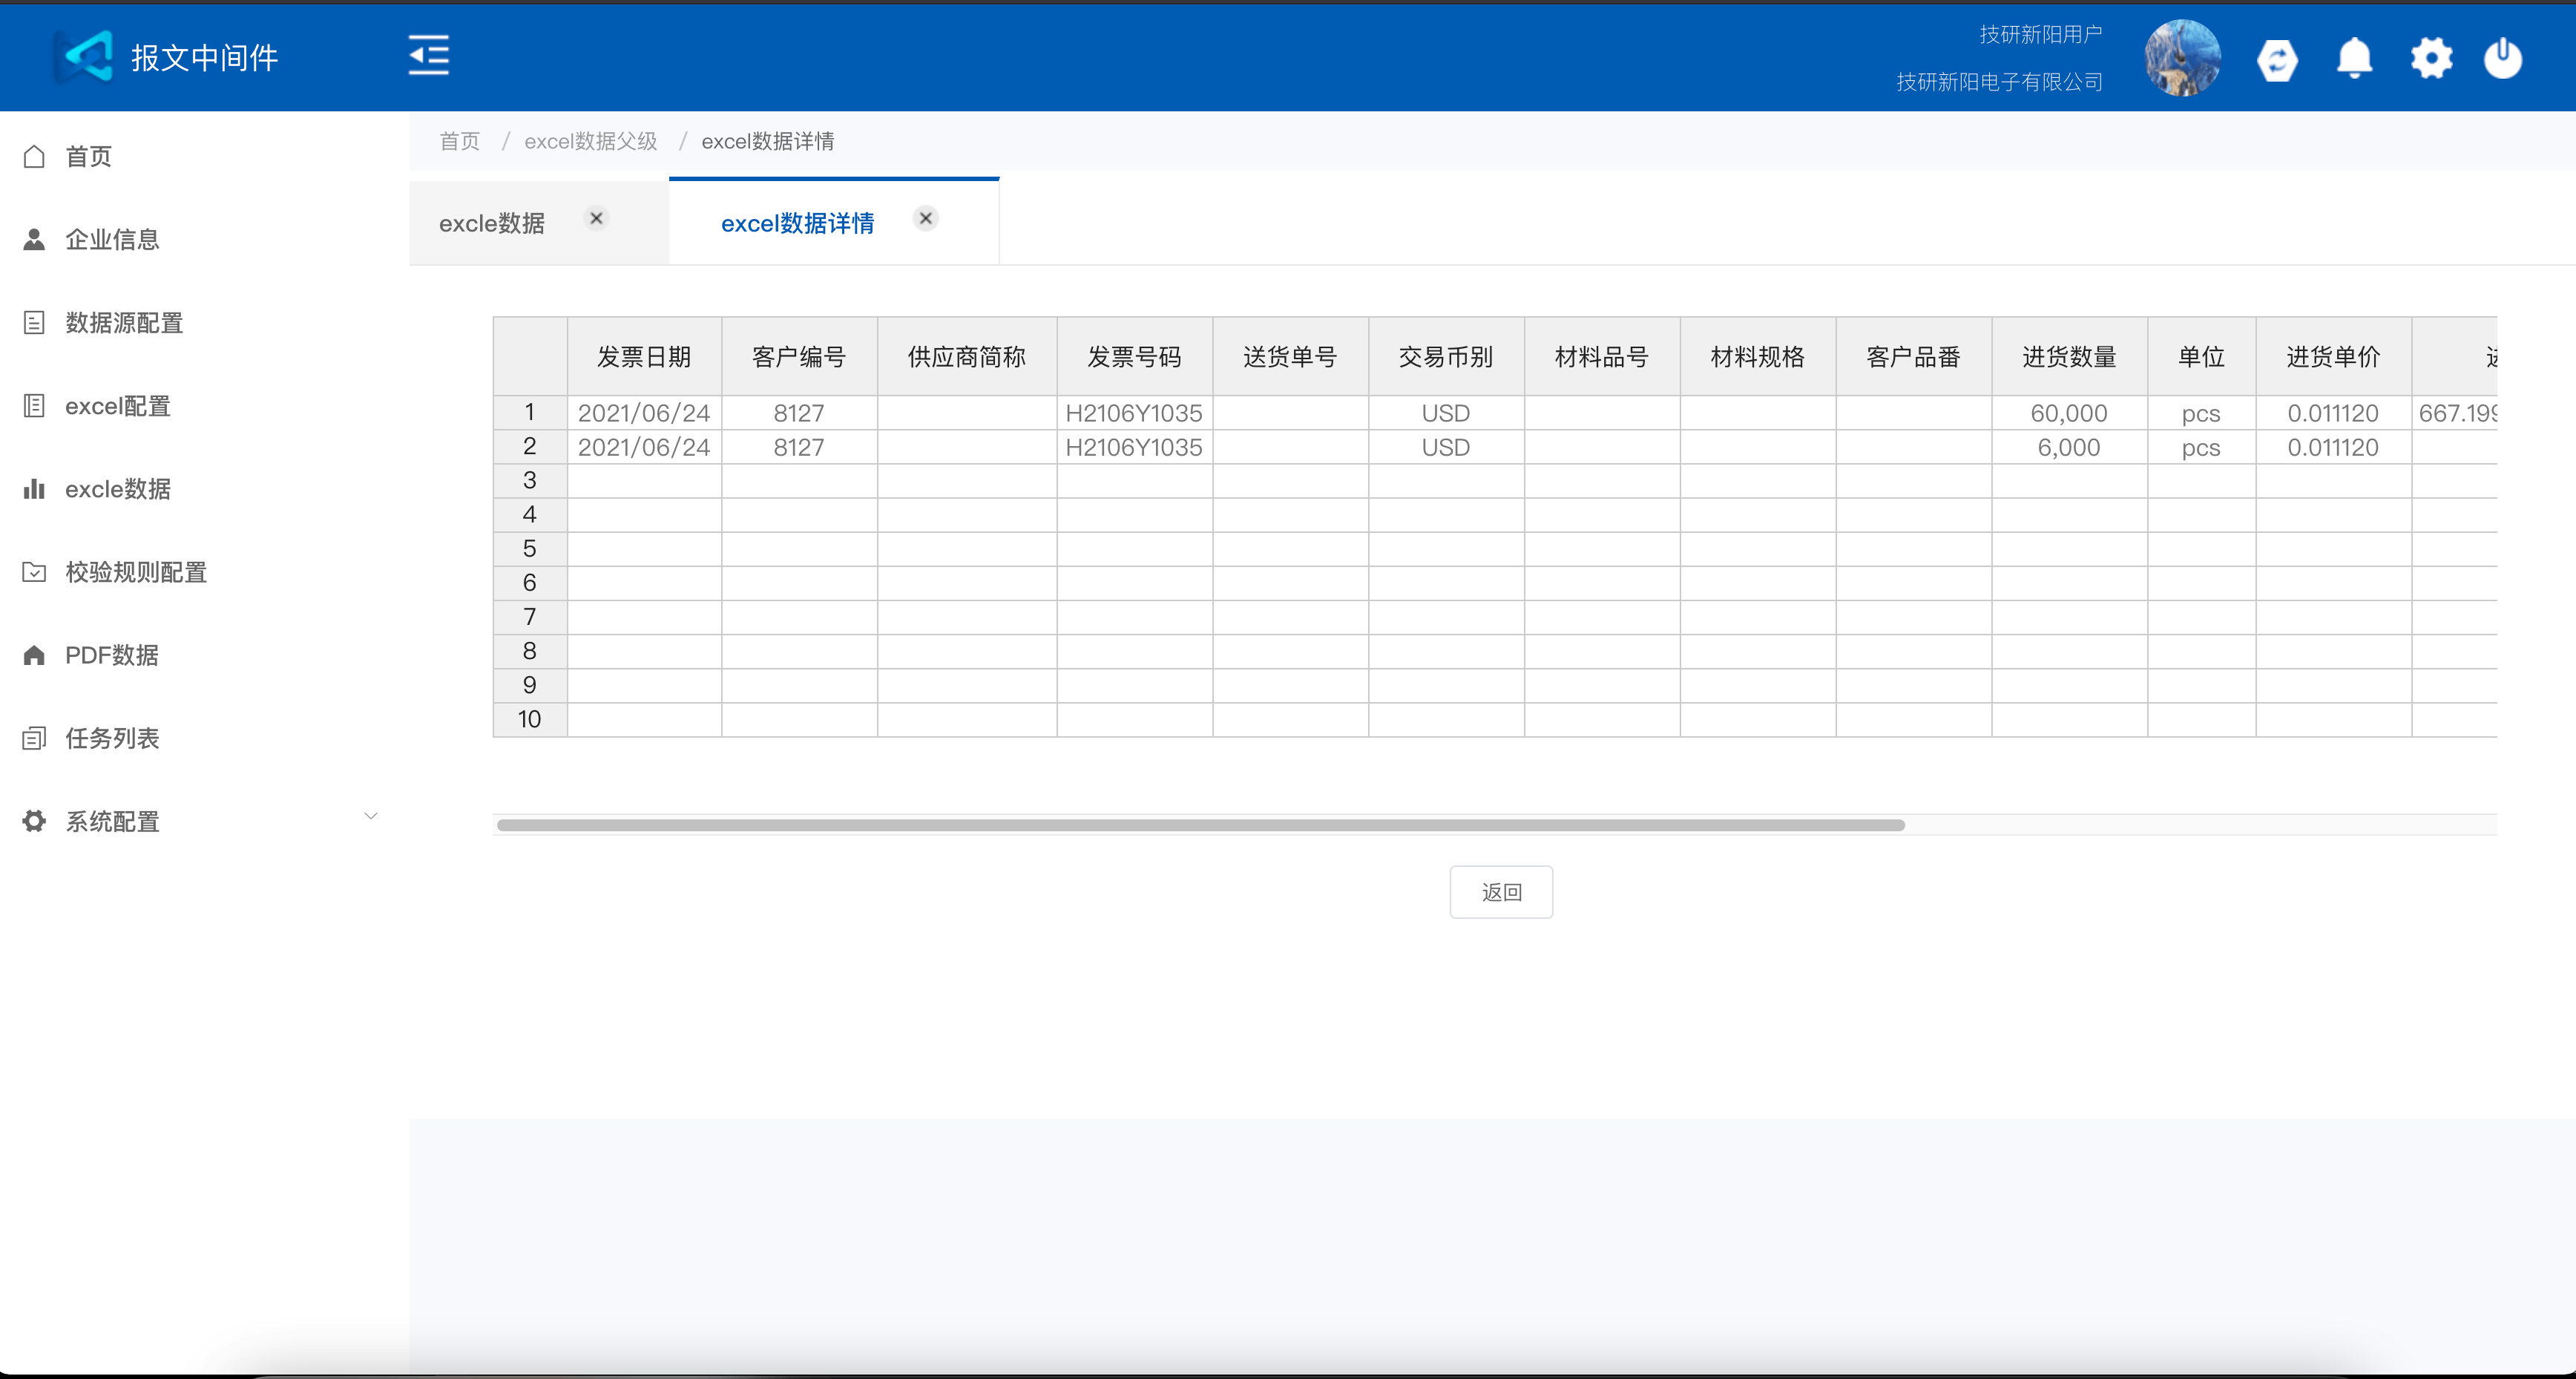 报文中间件
技研新阳用户
技研新阳电子有限公司
首页
企业信息
数据源配置
excel配置
excle数据
校验规则配置
PDF数据
任务列表
系统配置
首页 / excel数据父级 / excel数据详情
excle数据 excel数据详情
发票日期 客户编号 供应商简称 发票号码 送货单号 交易币别 材料品号 材料规格 客户品番 进货数量 单位 进货单价
1 2021/06/24 8127 H2106Y1035 USD 60,000 pcs 0.011120 667.199
2 2021/06/24 8127 H2106Y1035 USD 6,000 pcs 0.011120
3
4
5
6
7
8
9
10
返回